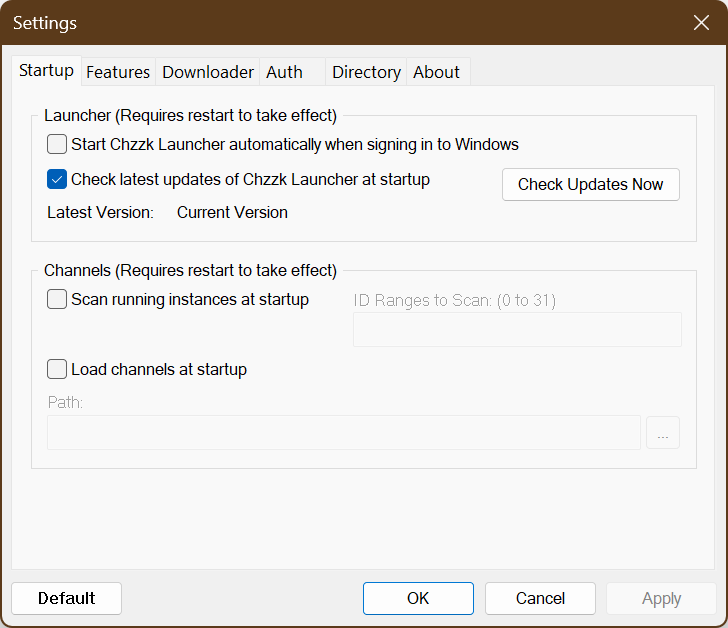 Settings
Startup Features Downloader Auth Directory About
Launcher (Requires restart to take effect)
Start Chzzk Launcher automatically when signing in to Windows
Check latest updates of Chzzk Launcher at startup
Check Updates Now
Latest Version: Current Version
Channels (Requires restart to take effect)
Scan running instances at startup
ID Ranges to Scan: (0 to 31)
Load channels at startup
Path:
...
Default OK Cancel Apply